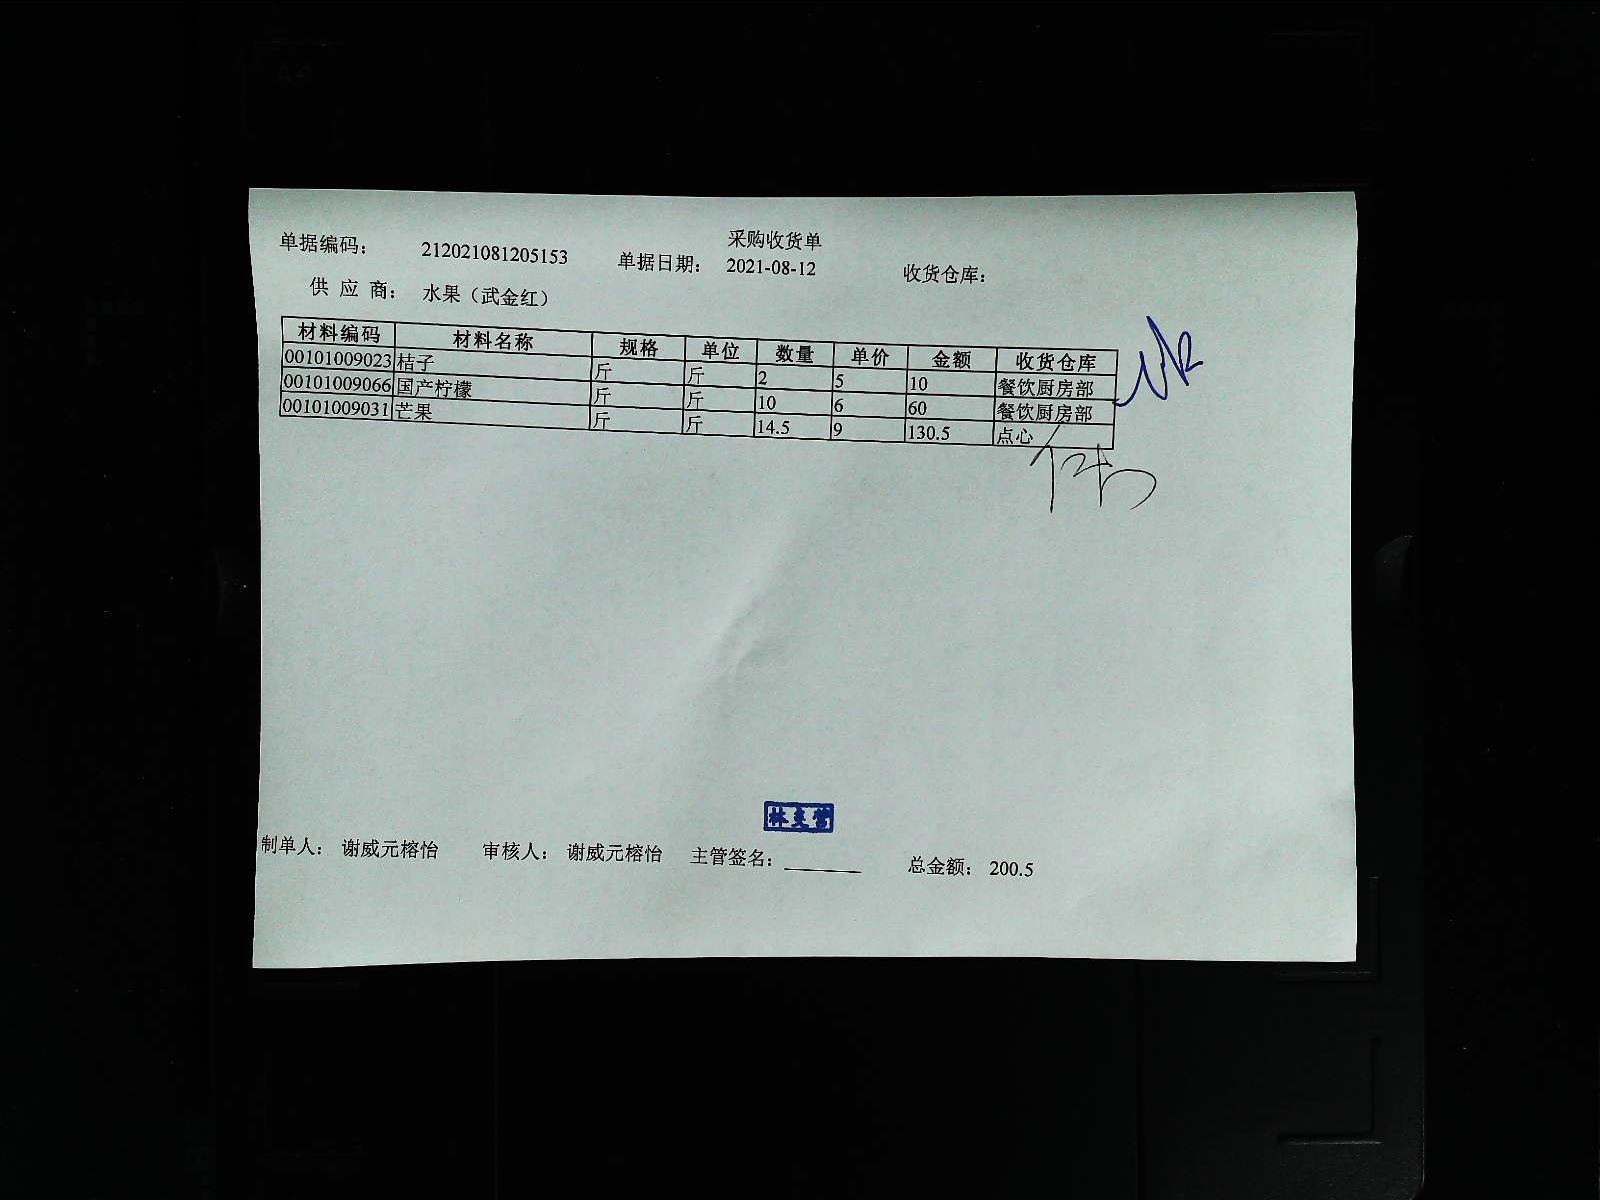 采购收货单
单据编码: 212021081205153 单据日期: 2021-08-12 收货仓库:
供 应 商: 水果（武金红）
材料编码 材料名称 规格 单位 数量 单价 金额 收货仓库
00101009023 桔子 斤 斤 2 5 10 餐饮厨房部
00101009066 国产柠檬 斤 斤 10 6 60 餐饮厨房部
00101009031 芒果 斤 斤 14.5 9 130.5 点心
制单人: 谢威元榕怡 审核人: 谢威元榕怡 主管签名: 总金额: 200.5